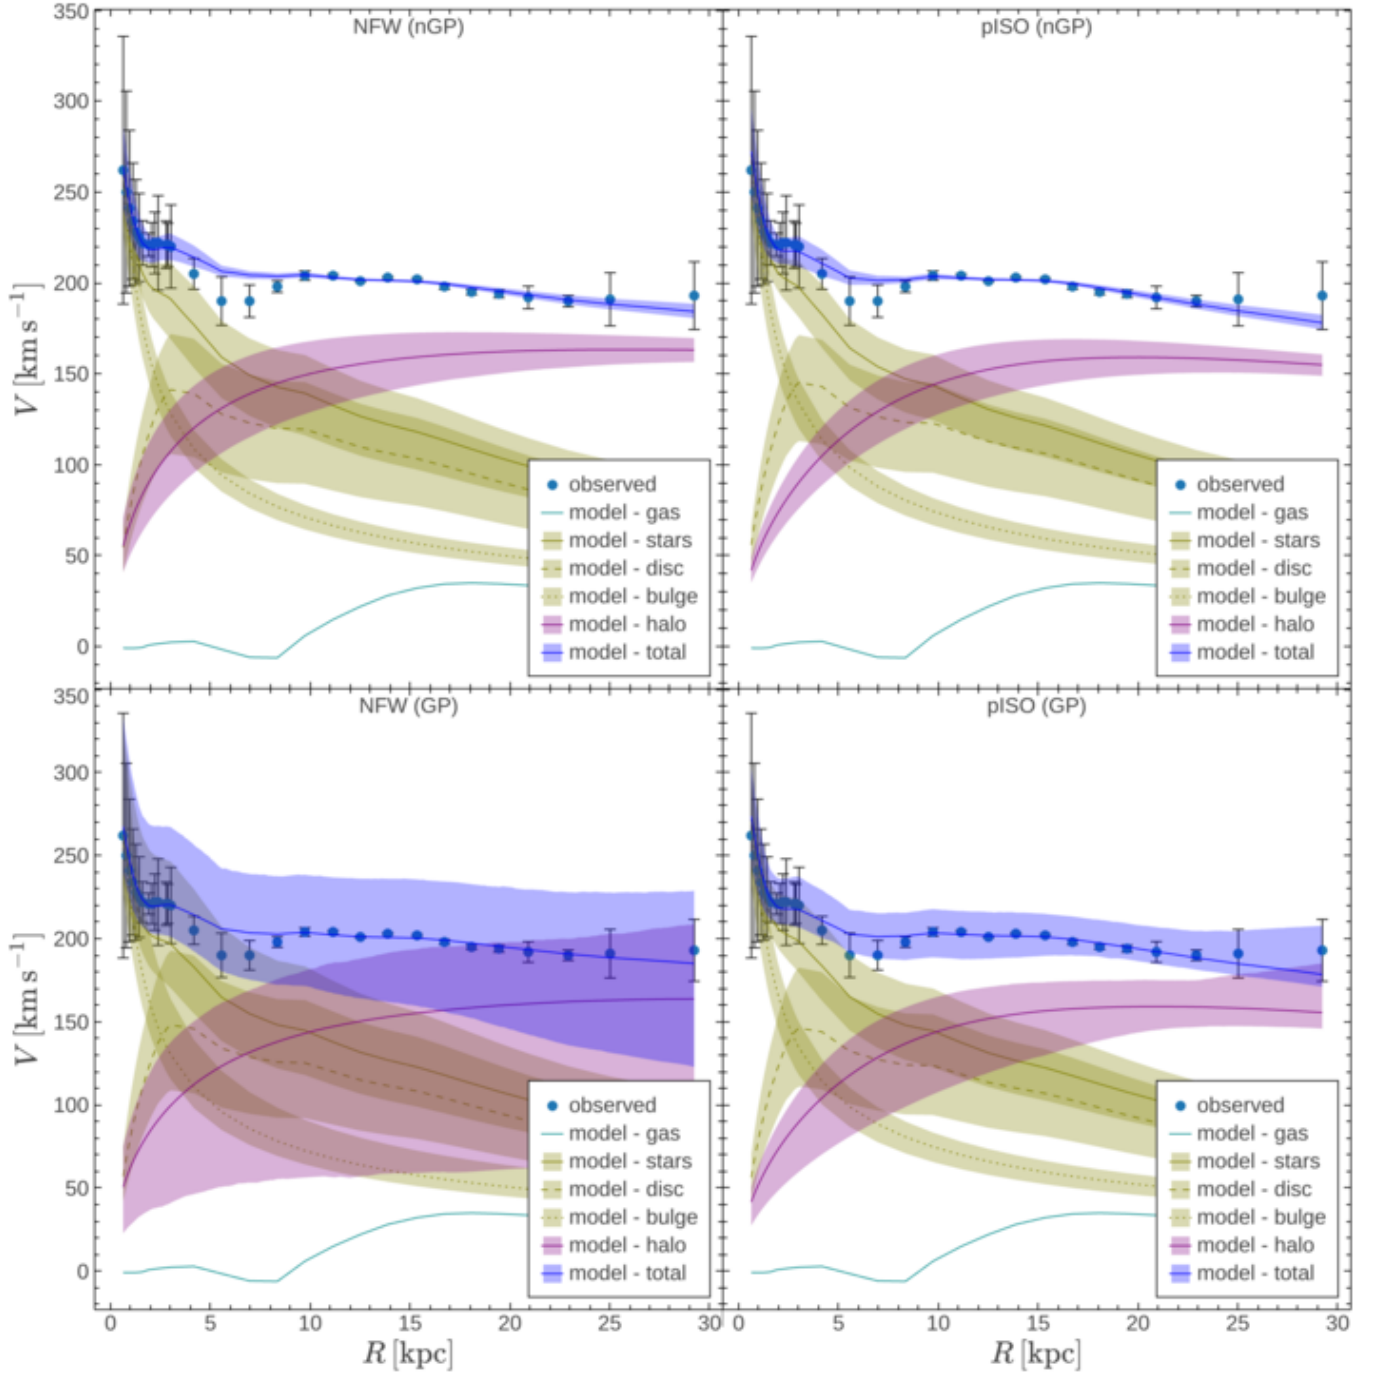 NFW (nGP)
pISO (nGP)
350
300
250
200
150
100
50
0
V [km s⁻¹]
observed
model - gas
model - stars
model - disc
model - bulge
model - halo
model - total
observed
model - gas
model - stars
model - disc
model - bulge
model - halo
model - total
NFW (GP)
pISO (GP)
350
300
250
200
150
100
50
0
V [km s⁻¹]
observed
model - gas
model - stars
model - disc
model - bulge
model - halo
model - total
observed
model - gas
model - stars
model - disc
model - bulge
model - halo
model - total
0 5 10 15 20 25 30
0 5 10 15 20 25 30
R [kpc]
R [kpc]